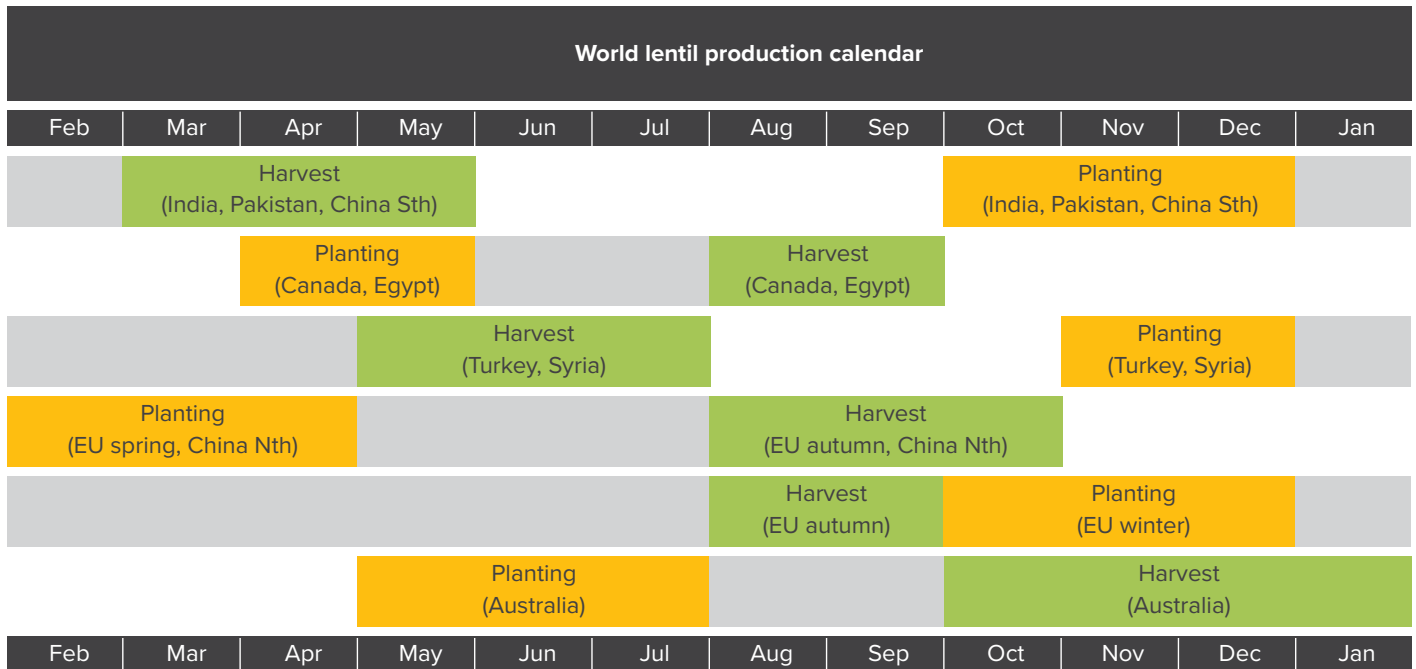 World lentil production calendar
Feb Mar Apr May Jun Jul Aug Sep Oct Nov Dec Jan
Harvest
(India, Pakistan, China Sth)
Planting
(India, Pakistan, China Sth)
Planting
(Canada, Egypt)
Harvest
(Canada, Egypt)
Harvest
(Turkey, Syria)
Planting
(Turkey, Syria)
Planting
(EU spring, China Nth)
Harvest
(EU autumn, China Nth)
Harvest
(EU autumn)
Planting
(EU winter)
Planting
(Australia)
Harvest
(Australia)
Feb Mar Apr May Jun Jul Aug Sep Oct Nov Dec Jan